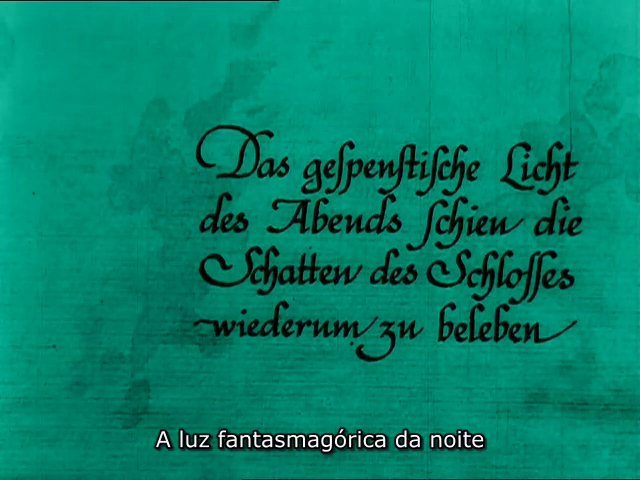 Das geſpenſtiſche Licht
des Abends ſchien die
Schatten des Schloſſes
wiederum zu beleben
A luz fantasmagórica da noite